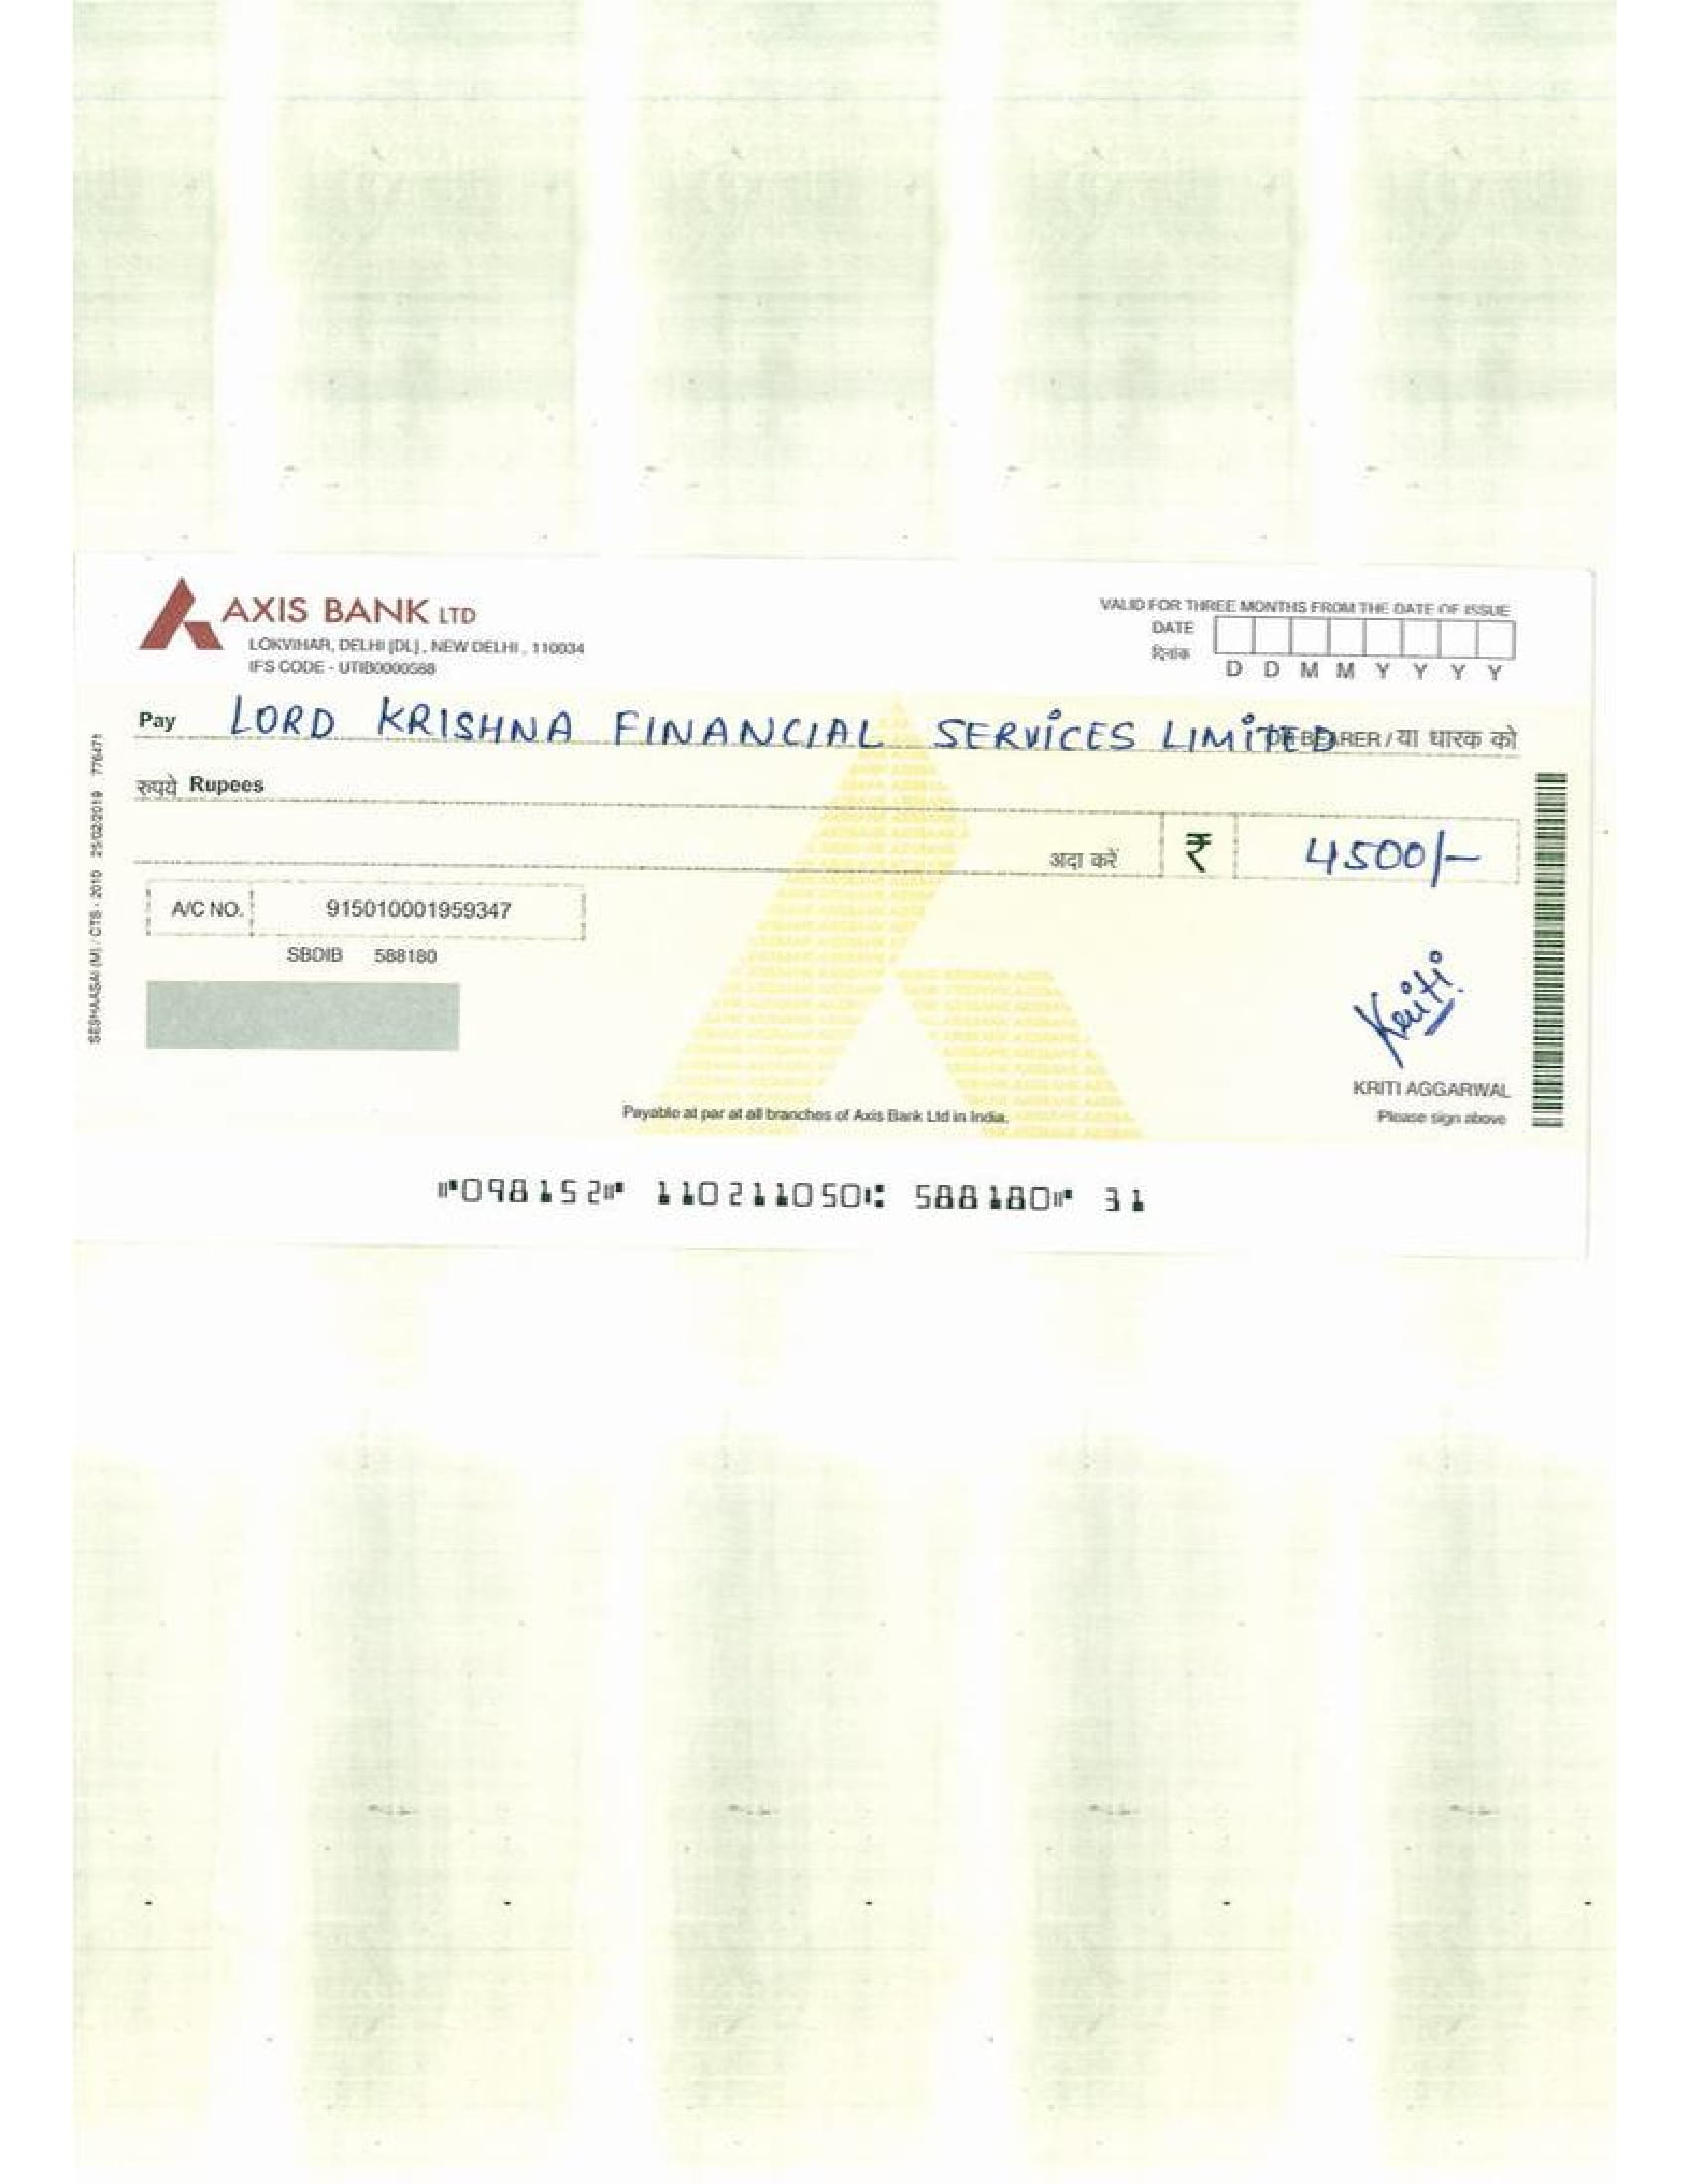 AXIS BANK LTD
LOKVIHAR, DELHI [DL] , NEW DELHI , 110034
IFS CODE - UTIB0000588
VALID FOR THREE MONTHS FROM THE DATE OF ISSUE
DATE
दिनांक
D D M M Y Y Y Y
Pay LORD KRISHNA FINANCIAL SERVICES LIMITED OR BEARER / या धारक को
रुपये Rupees
अदा करें ₹ 4500/-
A/C NO. 915010001959347
SBDIB 588180
Kriti
KRITI AGGARWAL
Please sign above
Payable at par at all branches of Axis Bank Ltd in India.
SESHAASAI (M) / CTS - 2010 25/02/2019 776471
⑈098152⑈ 110211050⑆ 588180⑈ 31